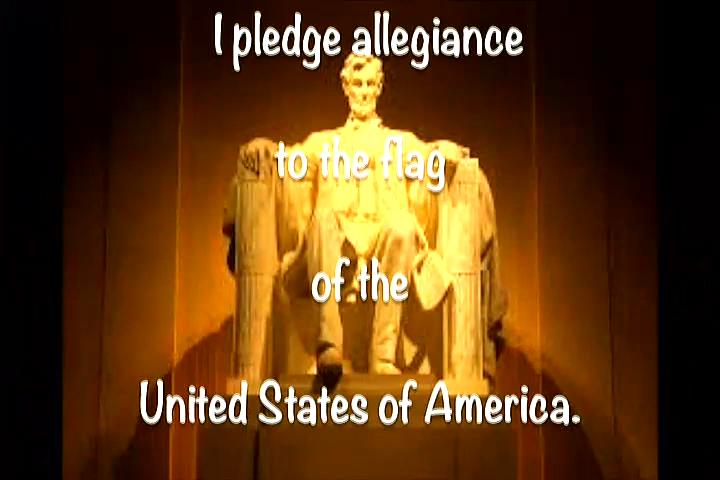 I pledge allegiance
to the flag
of the
United States of America.